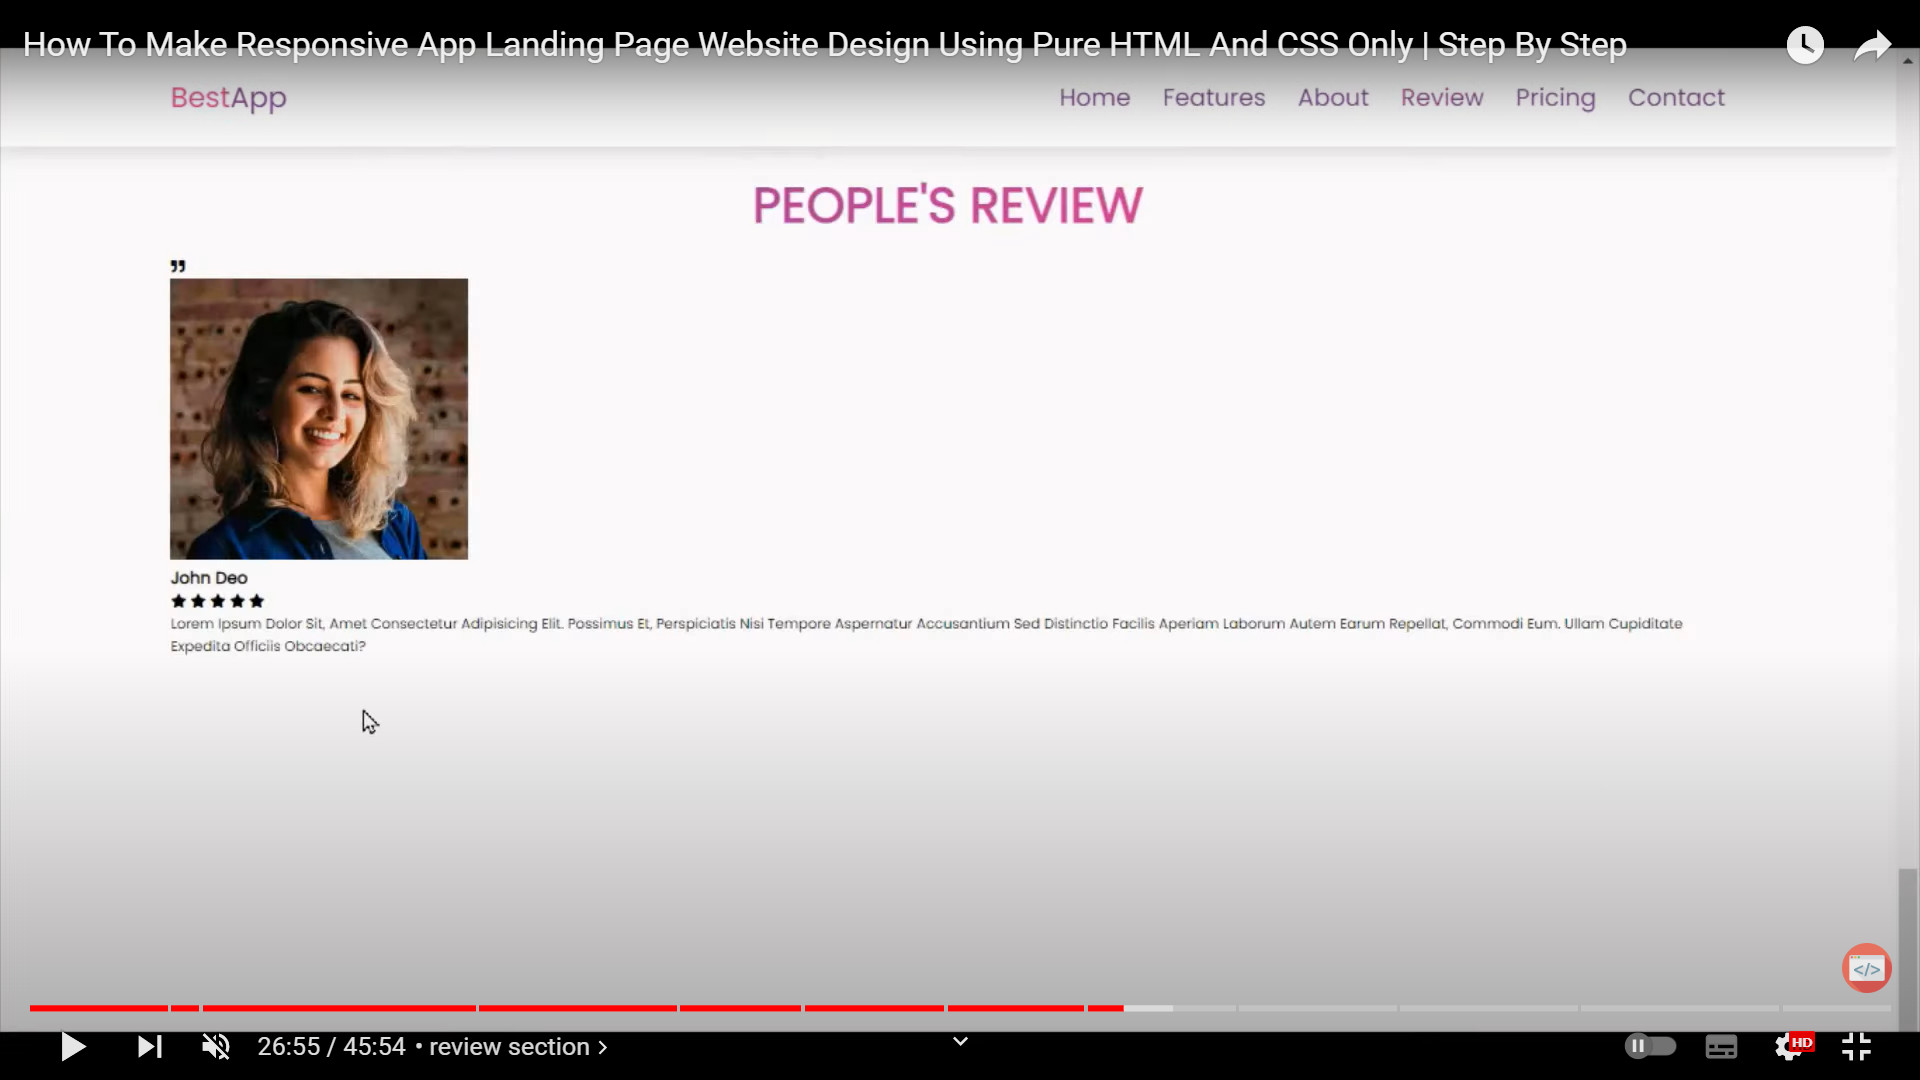 How To Make Responsive App Landing Page Website Design Using Pure HTML And CSS Only | Step By Step
BestApp
Home Features About Review Pricing Contact
PEOPLE'S REVIEW
”
John Deo
★★★★★
Lorem Ipsum Dolor Sit, Amet Consectetur Adipisicing Elit. Possimus Et, Perspiciatis Nisi Tempore Aspernatur Accusantium Sed Distinctio Facilis Aperiam Laborum Autem Earum Repellat, Commodi Eum. Ullam Cupiditate
Expedita Officiis Obcaecati?
</>
26:55 / 45:54 • review section >
HD